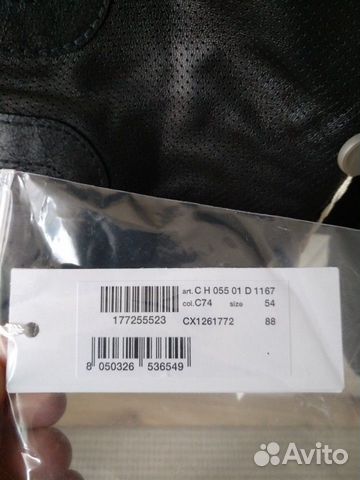 art. C H 055 01 D 1167
col. C74 size 54
177255523 CX1261772 88
8 050326 536549
Avito